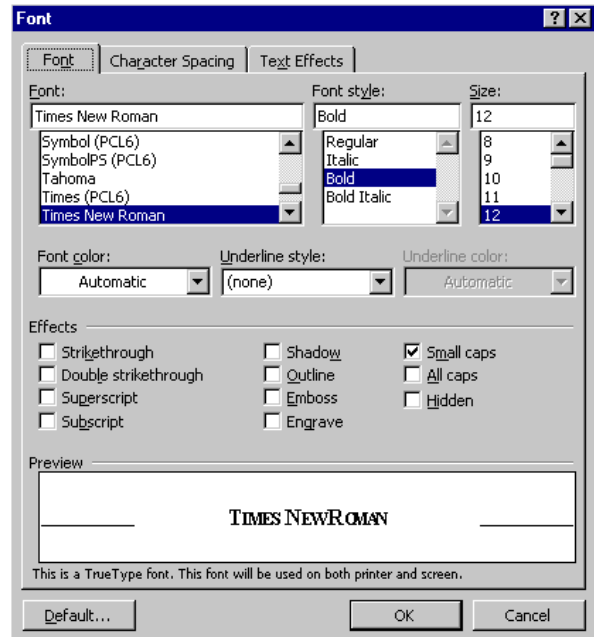 Font
Font Character Spacing Text Effects
Font: Font style: Size:
Times New Roman Bold 12
Symbol (PCL6) Regular 8
SymbolPS (PCL6) Italic 9
Tahoma Bold 10
Times (PCL6) Bold Italic 11
Times New Roman 12
Font color: Underline style: Underline color:
Automatic (none) Automatic
Effects
Strikethrough Shadow Small caps
Double strikethrough Outline All caps
Superscript Emboss Hidden
Subscript Engrave
Preview
TIMES NEWROMAN
This is a TrueType font. This font will be used on both printer and screen.
Default... OK Cancel